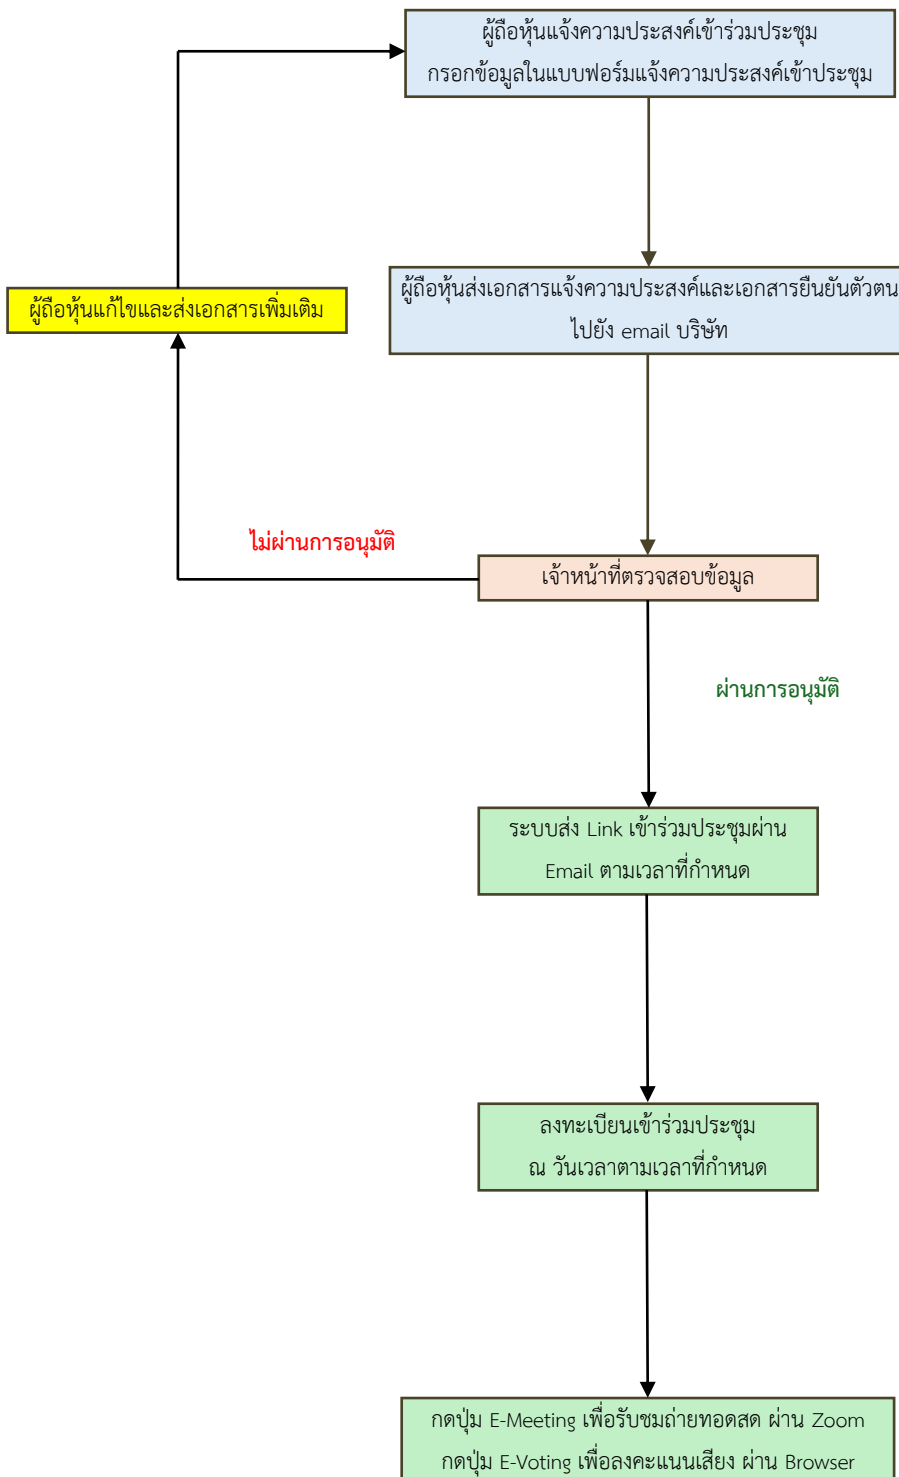 ผู้ถือหุ้นแจ้งความประสงค์เข้าร่วมประชุม
กรอกข้อมูลในแบบฟอร์มแจ้งความประสงค์เข้าประชุม
ผู้ถือหุ้นส่งเอกสารแจ้งความประสงค์และเอกสารยืนยันตัวตน
ไปยัง email บริษัท
ผู้ถือหุ้นแก้ไขและส่งเอกสารเพิ่มเติม
ไม่ผ่านการอนุมัติ
เจ้าหน้าที่ตรวจสอบข้อมูล
ผ่านการอนุมัติ
ระบบส่ง Link เข้าร่วมประชุมผ่าน
Email ตามเวลาที่กำหนด
ลงทะเบียนเข้าร่วมประชุม
ณ วันเวลาตามเวลาที่กำหนด
กดปุ่ม E-Meeting เพื่อรับชมถ่ายทอดสด ผ่าน Zoom
กดปุ่ม E-Voting เพื่อลงคะแนนเสียง ผ่าน Browser